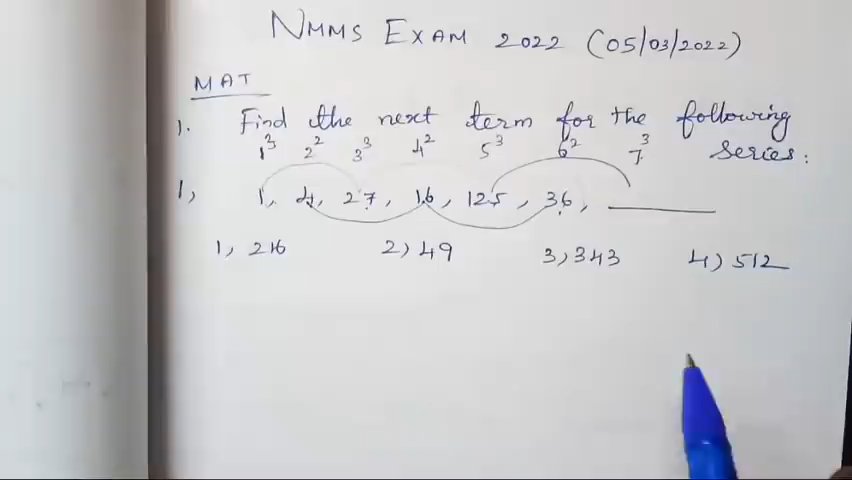 NMMS EXAM 2022 (05/03/2022)
MAT
1. Find the next term for the following series:
1³ 2² 3³ 4² 5³ 6² 7³
1, 1, 4, 27, 16, 125, 36, ______
1, 216 2) 49 3, 343 4) 512